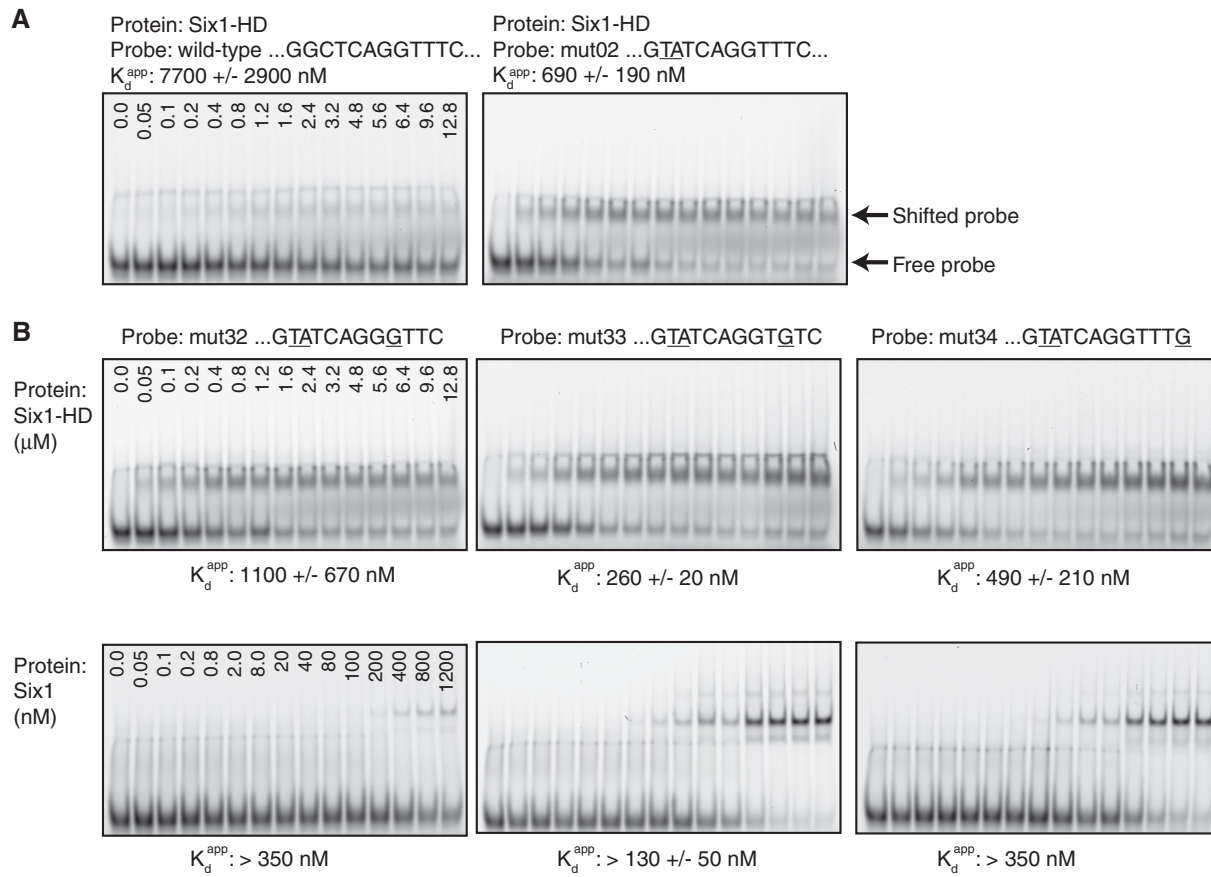 A
Protein: Six1-HD
Probe: wild-type ...GGCTCAGGTTTC...
K_d^app: 7700 +/- 2900 nM
0.0 0.05 0.1 0.2 0.4 0.8 1.2 1.6 2.4 3.2 4.8 5.6 6.4 9.6 12.8
Protein: Six1-HD
Probe: mut02 ...GTATCAGGTTTC...
K_d^app: 690 +/- 190 nM
Shifted probe
Free probe
B
Probe: mut32 ...GTATCAGGGTTC
Probe: mut33 ...GTATCAGGTGTC
Probe: mut34 ...GTATCAGGTTTG
Protein:
Six1-HD
(μM)
0.0 0.05 0.1 0.2 0.4 0.8 1.2 1.6 2.4 3.2 4.8 5.6 6.4 9.6 12.8
K_d^app: 1100 +/- 670 nM
K_d^app: 260 +/- 20 nM
K_d^app: 490 +/- 210 nM
Protein:
Six1
(nM)
0.0 0.05 0.1 0.2 0.8 2.0 8.0 20 40 80 100 200 400 800 1200
K_d^app: > 350 nM
K_d^app: > 130 +/- 50 nM
K_d^app: > 350 nM